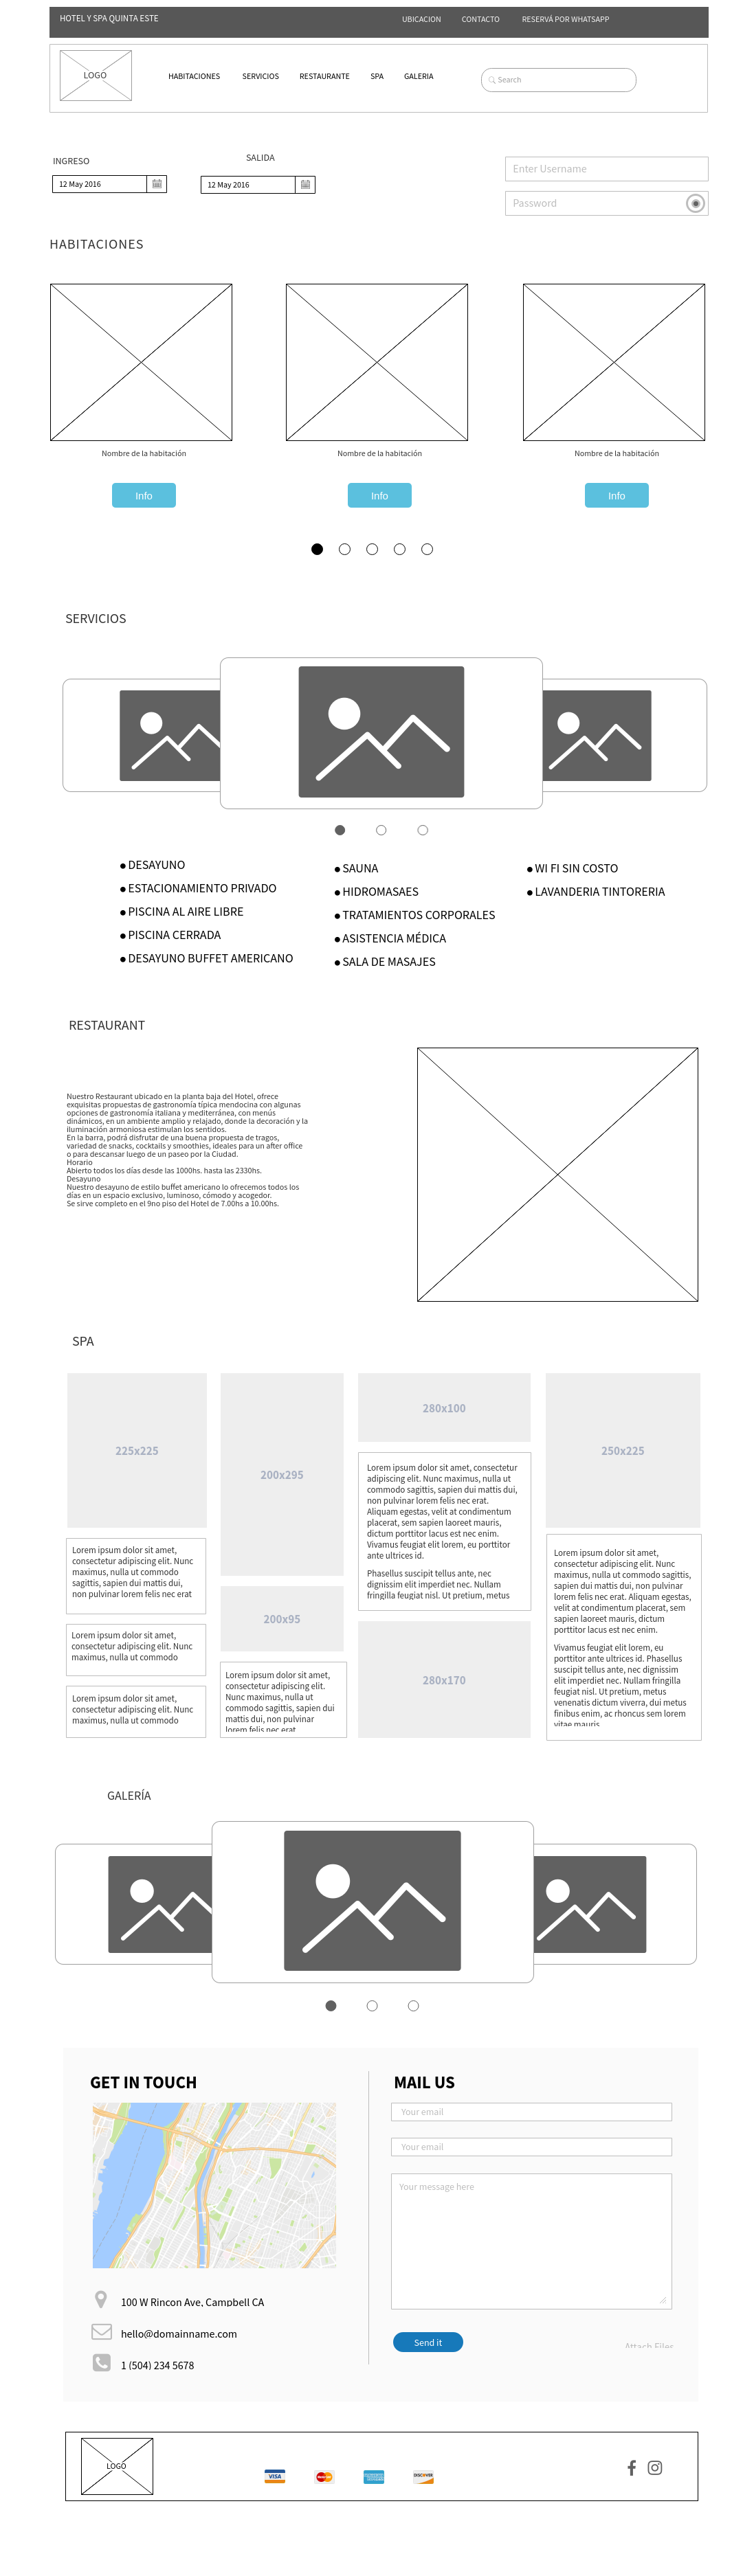 HOTEL Y SPA QUINTA ESTE
UBICACION CONTACTO RESERVÁ POR WHATSAPP
LOGO
HABITACIONES SERVICIOS RESTAURANTE SPA GALERIA
Search
INGRESO
SALIDA
12 May 2016
12 May 2016
Enter Username
Password
HABITACIONES
Nombre de la habitación
Nombre de la habitación
Nombre de la habitación
Info
Info
Info
SERVICIOS
DESAYUNO
ESTACIONAMIENTO PRIVADO
PISCINA AL AIRE LIBRE
PISCINA CERRADA
DESAYUNO BUFFET AMERICANO
SAUNA
HIDROMASAES
TRATAMIENTOS CORPORALES
ASISTENCIA MÉDICA
SALA DE MASAJES
WI FI SIN COSTO
LAVANDERIA TINTORERIA
RESTAURANT
Nuestro Restaurant ubicado en la planta baja del Hotel, ofrece
exquisitas propuestas de gastronomía típica mendocina con algunas
opciones de gastronomía italiana y mediterránea, con menús
dinámicos, en un ambiente amplio y relajado, donde la decoración y la
iluminación armoniosa estimulan los sentidos.
En la barra, podrá disfrutar de una buena propuesta de tragos,
variedad de snacks, cocktails y smoothies, ideales para un after office
o para descansar luego de un paseo por la Ciudad.
Horario
Abierto todos los días desde las 1000hs. hasta las 2330hs.
Desayuno
Nuestro desayuno de estilo buffet americano lo ofrecemos todos los
días en un espacio exclusivo, luminoso, cómodo y acogedor.
Se sirve completo en el 9no piso del Hotel de 7.00hs a 10.00hs.
SPA
225x225
Lorem ipsum dolor sit amet,
consectetur adipiscing elit. Nunc
maximus, nulla ut commodo
sagittis, sapien dui mattis dui,
non pulvinar lorem felis nec erat
Lorem ipsum dolor sit amet,
consectetur adipiscing elit. Nunc
maximus, nulla ut commodo
Lorem ipsum dolor sit amet,
consectetur adipiscing elit. Nunc
maximus, nulla ut commodo
200x295
200x95
Lorem ipsum dolor sit amet,
consectetur adipiscing elit.
Nunc maximus, nulla ut
commodo sagittis, sapien dui
mattis dui, non pulvinar
lorem felis nec erat
280x100
Lorem ipsum dolor sit amet, consectetur
adipiscing elit. Nunc maximus, nulla ut
commodo sagittis, sapien dui mattis dui,
non pulvinar lorem felis nec erat.
Aliquam egestas, velit at condimentum
placerat, sem sapien laoreet mauris,
dictum porttitor lacus est nec enim.
Vivamus feugiat elit lorem, eu porttitor
ante ultrices id.
Phasellus suscipit tellus ante, nec
dignissim elit imperdiet nec. Nullam
fringilla feugiat nisl. Ut pretium, metus
280x170
250x225
Lorem ipsum dolor sit amet,
consectetur adipiscing elit. Nunc
maximus, nulla ut commodo sagittis,
sapien dui mattis dui, non pulvinar
lorem felis nec erat. Aliquam egestas,
velit at condimentum placerat, sem
sapien laoreet mauris, dictum
porttitor lacus est nec enim.
Vivamus feugiat elit lorem, eu
porttitor ante ultrices id. Phasellus
suscipit tellus ante, nec dignissim
elit imperdiet nec. Nullam fringilla
feugiat nisl. Ut pretium, metus
venenatis dictum viverra, dui metus
finibus enim, ac rhoncus sem lorem
vitae mauris
GALERÍA
GET IN TOUCH
100 W Rincon Ave, Campbell CA
hello@domainname.com
1 (504) 234 5678
MAIL US
Your email
Your email
Your message here
Send it
Attach Files
LOGO
VISA
DISCOVER